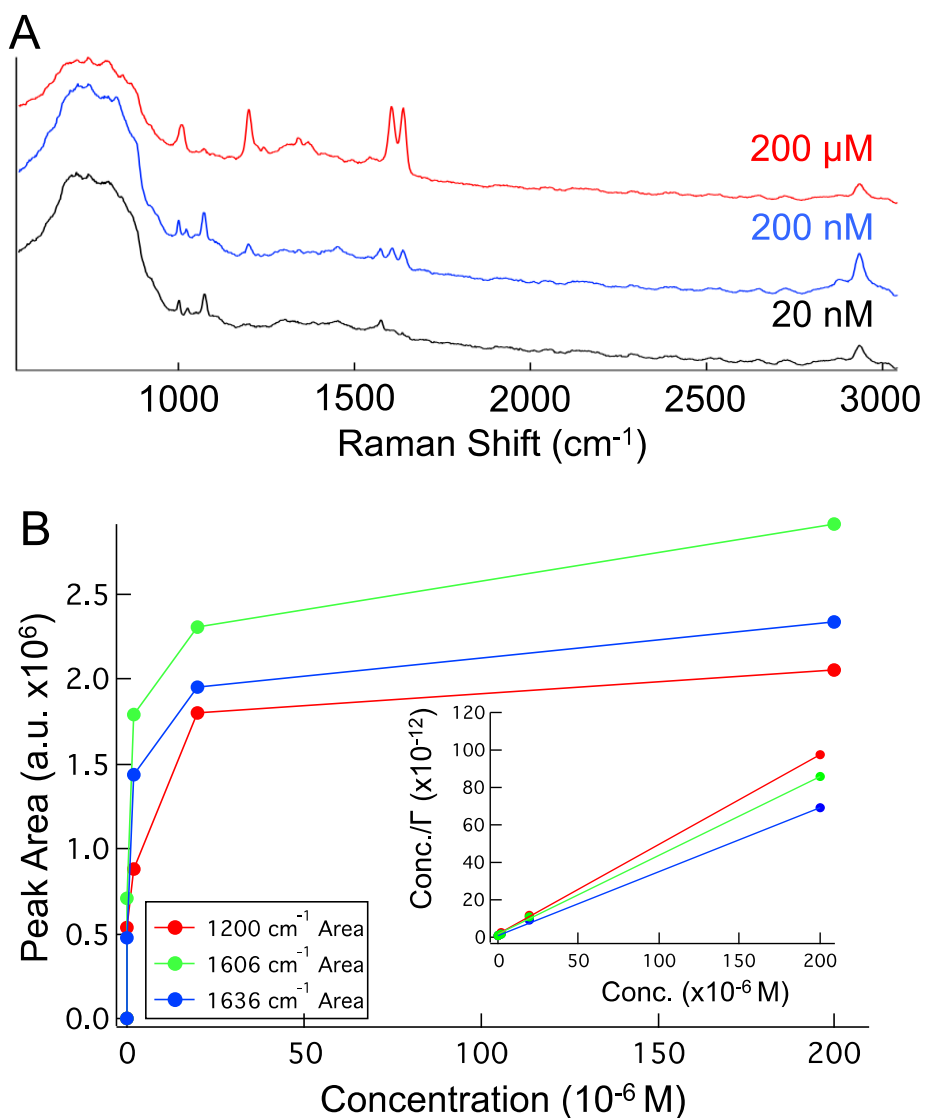 A
200 µM
200 nM
20 nM
1000 1500 2000 2500 3000
Raman Shift (cm-1)
B
Peak Area (a.u. x10⁶)
2.5
2.0
1.5
1.0
0.5
0.0
1200 cm⁻¹ Area
1606 cm⁻¹ Area
1636 cm⁻¹ Area
0 50 100 150 200
Concentration (10⁻⁶ M)
Conc./Γ (x10⁻¹²)
120
100
80
60
40
20
0
0 50 100 150 200
Conc. (x10⁻⁶ M)